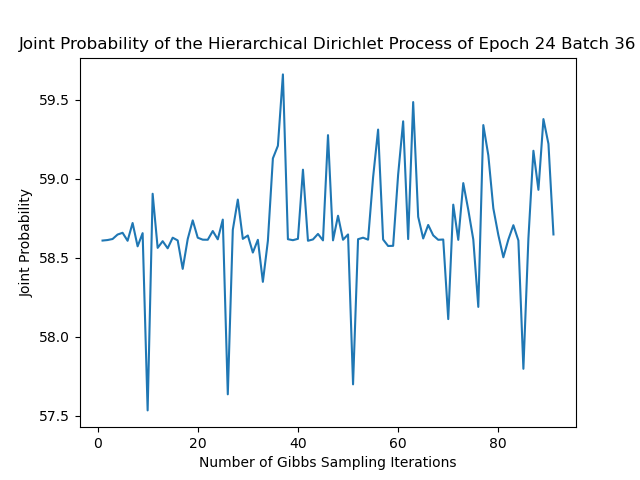 Joint Probability of the Hierarchical Dirichlet Process of Epoch 24 Batch 36
59.5
59.0
58.5
58.0
57.5
Joint Probability
0 20 40 60 80
Number of Gibbs Sampling Iterations